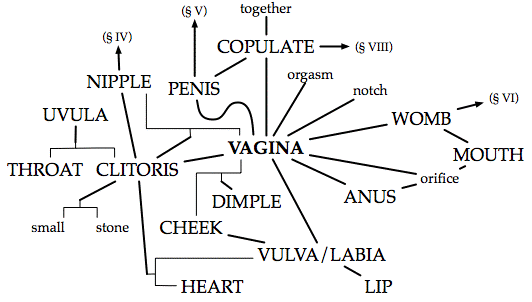 together
(§ V)
(§ IV)
COPULATE
(§ VIII)
NIPPLE
PENIS
orgasm
notch
(§ VI)
UVULA
WOMB
VAGINA
MOUTH
THROAT
CLITORIS
orifice
DIMPLE
ANUS
small
stone
CHEEK
VULVA/LABIA
HEART
LIP